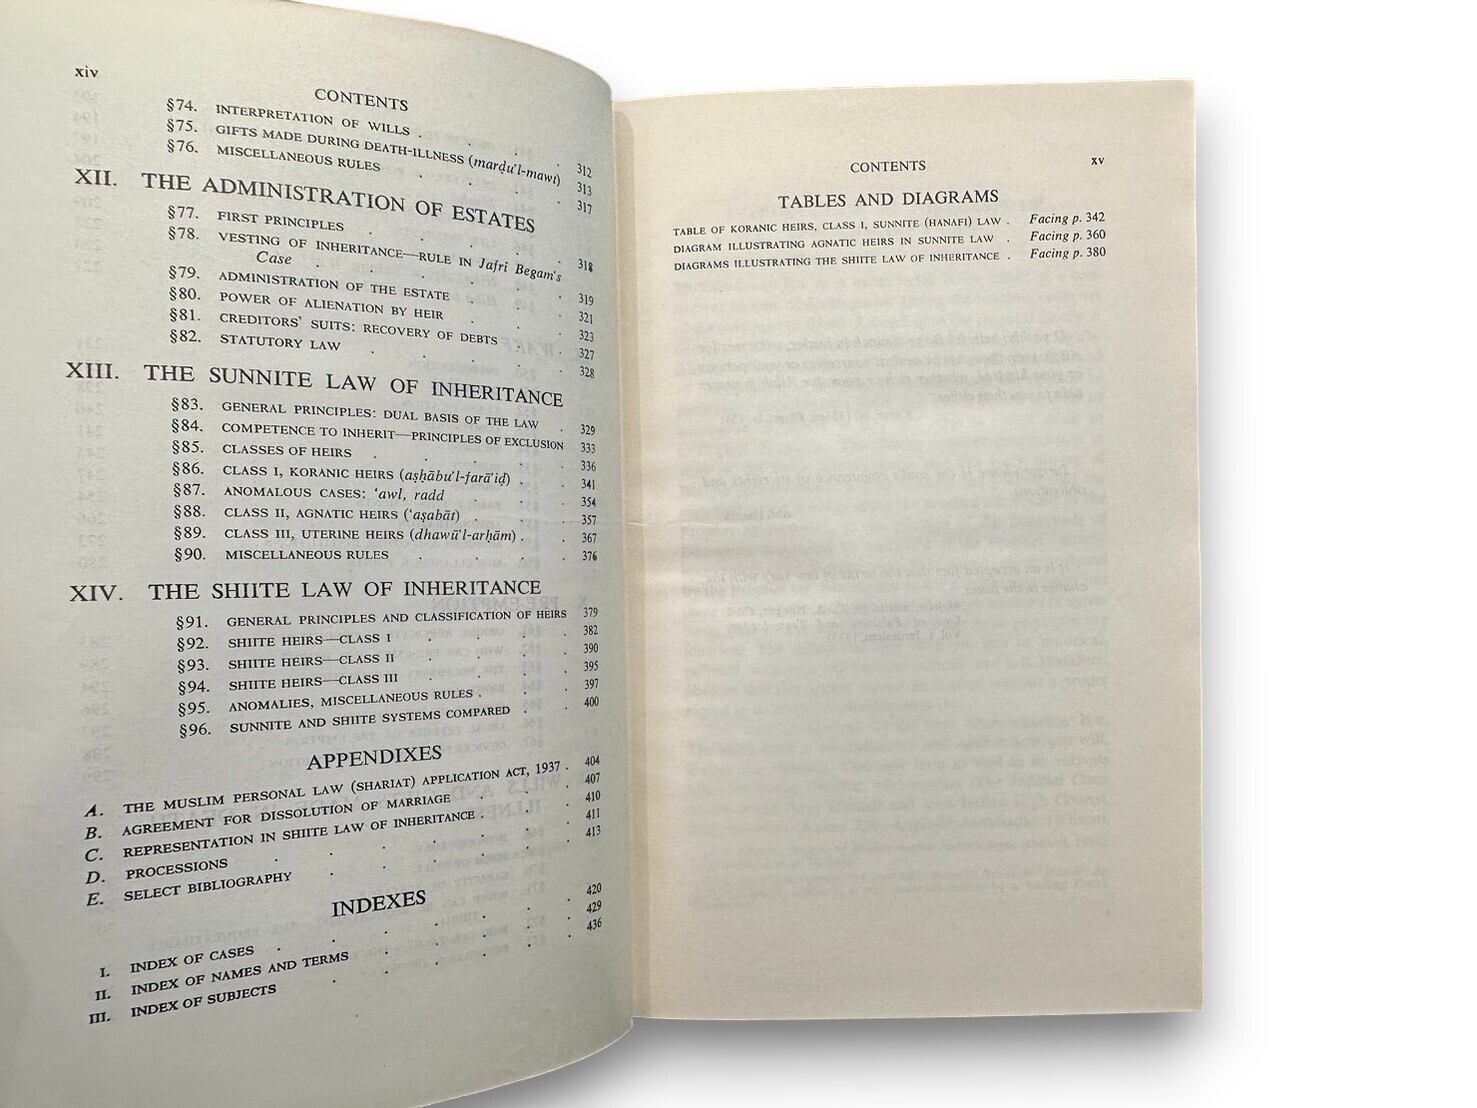 xiv
CONTENTS
§74. INTERPRETATION OF WILLS . . . . 312
§75. GIFTS MADE DURING DEATH-ILLNESS (marḍu'l-mawt) 313
§76. MISCELLANEOUS RULES . . . . 317
XII. THE ADMINISTRATION OF ESTATES
§77. FIRST PRINCIPLES . . . . . 318
§78. VESTING OF INHERITANCE—RULE IN Jafri Begam's
Case . . . . . 319
§79. ADMINISTRATION OF THE ESTATE . . . 321
§80. POWER OF ALIENATION BY HEIR . . . 323
§81. CREDITORS' SUITS: RECOVERY OF DEBTS . . 327
§82. STATUTORY LAW . . . . . 328
XIII. THE SUNNITE LAW OF INHERITANCE
§83. GENERAL PRINCIPLES: DUAL BASIS OF THE LAW . 329
§84. COMPETENCE TO INHERIT—PRINCIPLES OF EXCLUSION 333
§85. CLASSES OF HEIRS . . . . . 336
§86. CLASS I, KORANIC HEIRS (aṣḥābu'l-farā'iḍ) . . 341
§87. ANOMALOUS CASES: 'awl, radd . . . 354
§88. CLASS II, AGNATIC HEIRS ('aṣabāt) . . . 357
§89. CLASS III, UTERINE HEIRS (dhawū'l-arḥām) . . 367
§90. MISCELLANEOUS RULES . . . . 376
XIV. THE SHIITE LAW OF INHERITANCE
§91. GENERAL PRINCIPLES AND CLASSIFICATION OF HEIRS 379
§92. SHIITE HEIRS—CLASS I . . . . 382
§93. SHIITE HEIRS—CLASS II . . . . 390
§94. SHIITE HEIRS—CLASS III . . . . 395
§95. ANOMALIES, MISCELLANEOUS RULES . . . 397
§96. SUNNITE AND SHIITE SYSTEMS COMPARED . . 400
APPENDIXES
A. THE MUSLIM PERSONAL LAW (SHARIAT) APPLICATION ACT, 1937 . 404
B. AGREEMENT FOR DISSOLUTION OF MARRIAGE . . . 407
C. REPRESENTATION IN SHIITE LAW OF INHERITANCE . . . 410
D. PROCESSIONS . . . . . . 411
E. SELECT BIBLIOGRAPHY . . . . . 413
INDEXES
I. INDEX OF CASES . . . . . . 420
II. INDEX OF NAMES AND TERMS . . . . 429
III. INDEX OF SUBJECTS . . . . . 436
CONTENTS xv
TABLES AND DIAGRAMS
TABLE OF KORANIC HEIRS, CLASS I, SUNNITE (HANAFI) LAW . Facing p. 342
DIAGRAM ILLUSTRATING AGNATIC HEIRS IN SUNNITE LAW . Facing p. 360
DIAGRAMS ILLUSTRATING THE SHIITE LAW OF INHERITANCE . Facing p. 380